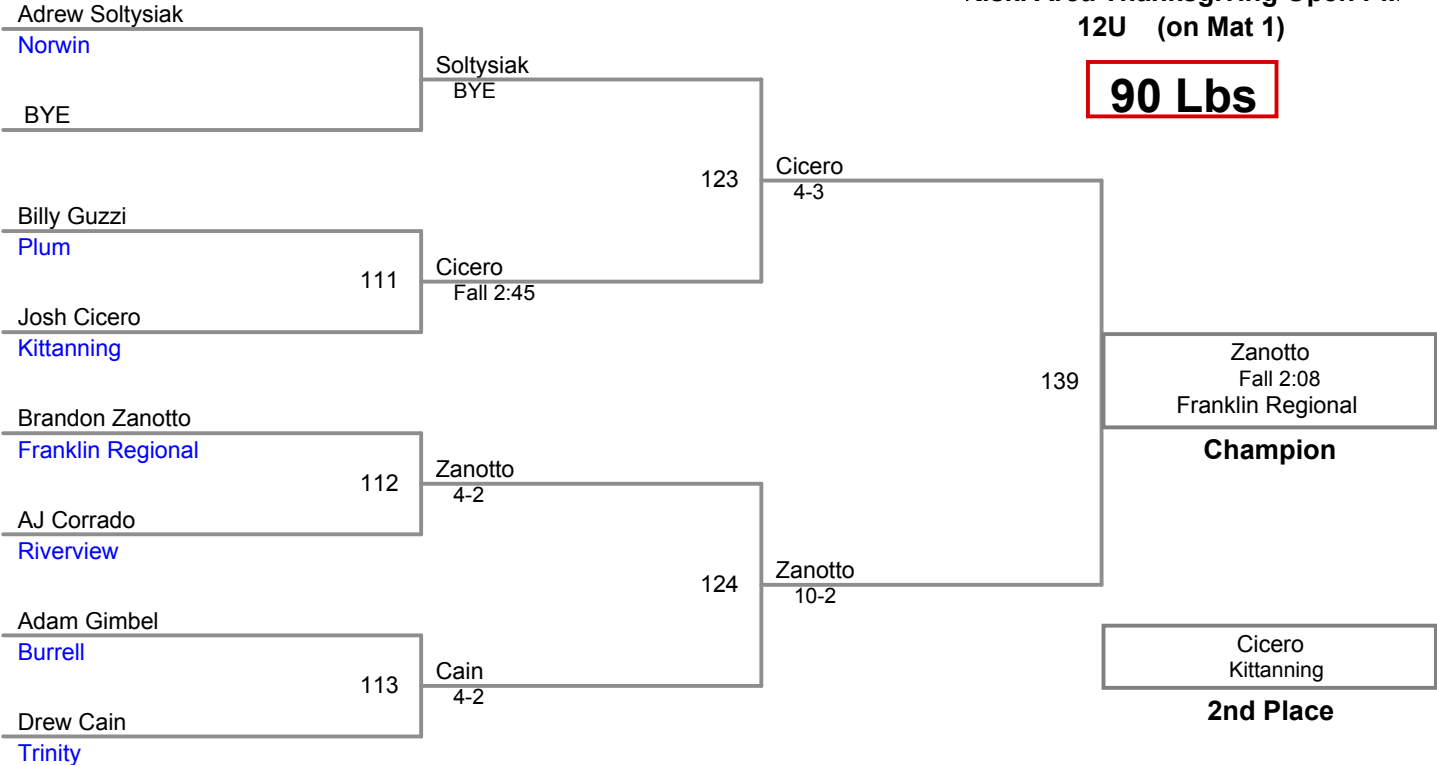 Area Thanksgiving Open
12U (on Mat 1)
90 Lbs
Adrew Soltysiak
Norwin
BYE
Soltysiak
BYE
Billy Guzzi
Plum
111
Josh Cicero
Kittanning
Cicero
Fall 2:45
123
Cicero
4-3
Brandon Zanotto
Franklin Regional
112
AJ Corrado
Riverview
Zanotto
4-2
Adam Gimbel
Burrell
113
Drew Cain
Trinity
Cain
4-2
124
Zanotto
10-2
139
Zanotto
Fall 2:08
Franklin Regional
Champion
Cicero
Kittanning
2nd Place